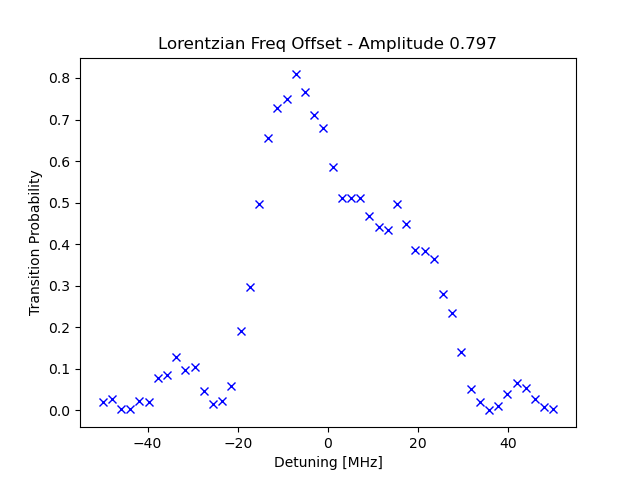 Lorentzian Freq Offset - Amplitude 0.797
Transition Probability
0.8
0.7
0.6
0.5
0.4
0.3
0.2
0.1
0.0
−40 −20 0 20 40
Detuning [MHz]